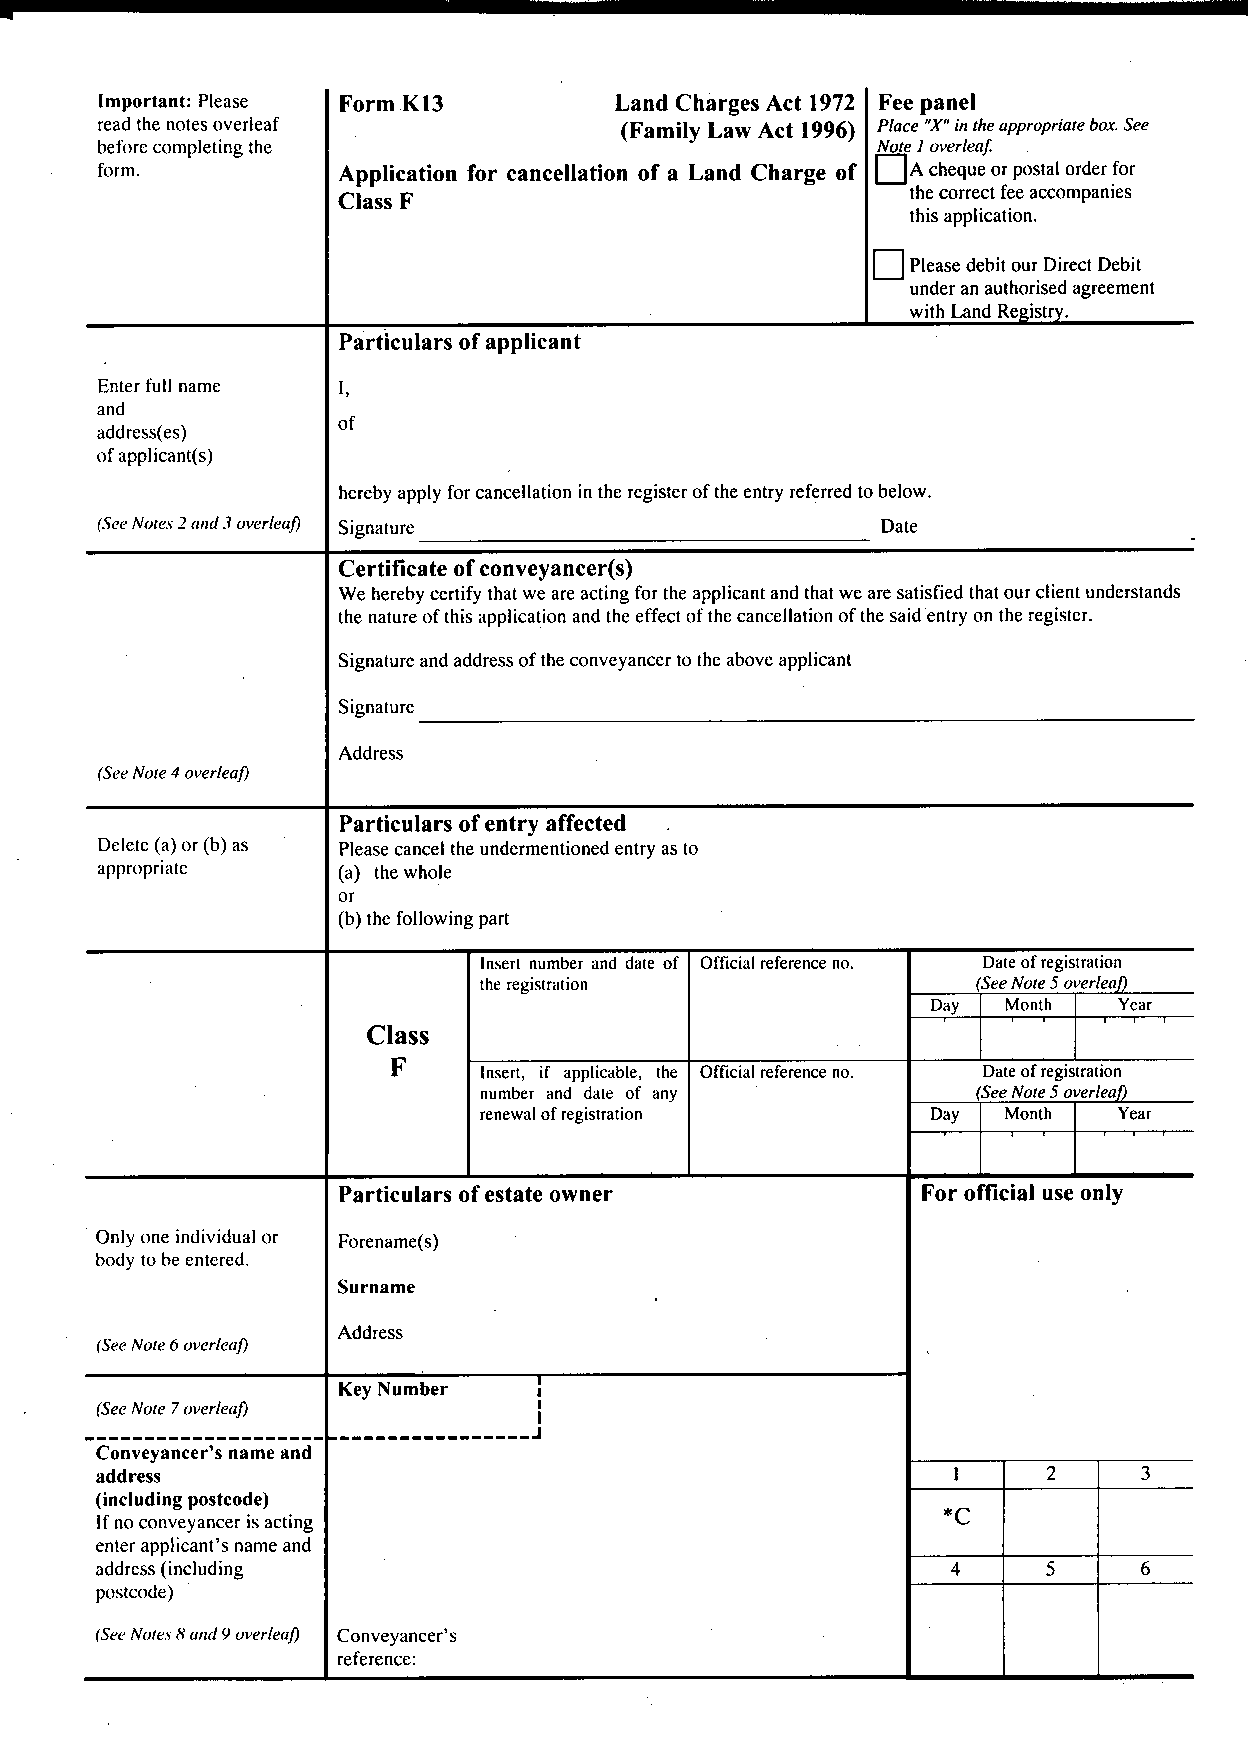 Important: Please
read the notes overleaf
before completing the
form.
Form K13
Land Charges Act 1972
(Family Law Act 1996)
Application for cancellation of a Land Charge of
Class F
Fee panel
Place "X" in the appropriate box. See
Note 1 overleaf.
A cheque or postal order for
the correct fee accompanies
this application.
Please debit our Direct Debit
under an authorised agreement
with Land Registry.
Enter full name
and
address(es)
of applicant(s)
(See Notes 2 and 3 overleaf)
Particulars of applicant
I,
of
hereby apply for cancellation in the register of the entry referred to below.
Signature Date
(See Note 4 overleaf)
Certificate of conveyancer(s)
We hereby certify that we are acting for the applicant and that we are satisfied that our client understands
the nature of this application and the effect of the cancellation of the said entry on the register.
Signature and address of the conveyancer to the above applicant
Signature
Address
Delete (a) or (b) as
appropriate
Particulars of entry affected
Please cancel the undermentioned entry as to
(a) the whole
or
(b) the following part
Class
F
Insert number and date of
the registration
Official reference no.
Date of registration
(See Note 5 overleaf)
Day Month Year
Insert, if applicable, the
number and date of any
renewal of registration
Official reference no.
Date of registration
(See Note 5 overleaf)
Day Month Year
Only one individual or
body to be entered.
(See Note 6 overleaf)
Particulars of estate owner
Forename(s)
Surname
Address
For official use only
(See Note 7 overleaf)
Key Number
Conveyancer's name and
address
(including postcode)
If no conveyancer is acting
enter applicant's name and
address (including
postcode)
(See Notes 8 and 9 overleaf)
Conveyancer's
reference:
1 2 3
*C
4 5 6